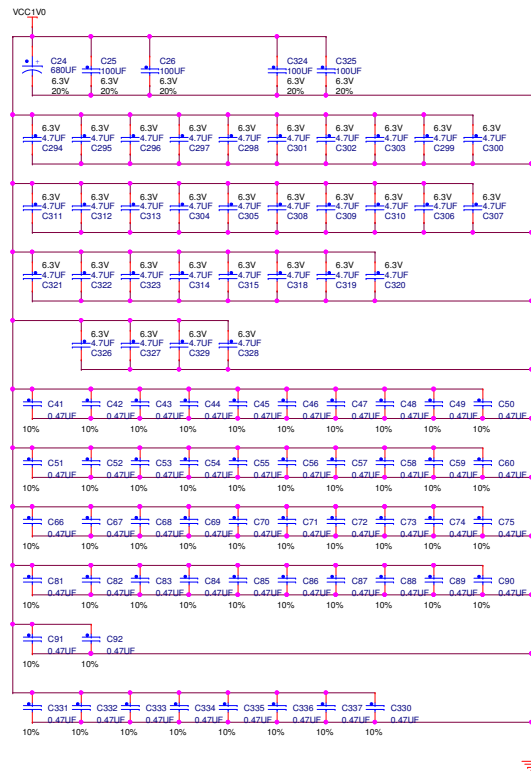 VCC1V0
C24 C25 C26 C324 C325
680UF 100UF 100UF 100UF 100UF
6.3V 6.3V 6.3V 6.3V 6.3V
20% 20% 20% 20% 20%
6.3V 6.3V 6.3V 6.3V 6.3V 6.3V 6.3V 6.3V 6.3V 6.3V
4.7UF 4.7UF 4.7UF 4.7UF 4.7UF 4.7UF 4.7UF 4.7UF 4.7UF 4.7UF
C294 C295 C296 C297 C298 C301 C302 C303 C299 C300
6.3V 6.3V 6.3V 6.3V 6.3V 6.3V 6.3V 6.3V 6.3V 6.3V
4.7UF 4.7UF 4.7UF 4.7UF 4.7UF 4.7UF 4.7UF 4.7UF 4.7UF 4.7UF
C311 C312 C313 C304 C305 C308 C309 C310 C306 C307
6.3V 6.3V 6.3V 6.3V 6.3V 6.3V 6.3V 6.3V
4.7UF 4.7UF 4.7UF 4.7UF 4.7UF 4.7UF 4.7UF 4.7UF
C321 C322 C323 C314 C315 C318 C319 C320
6.3V 6.3V 6.3V 6.3V
4.7UF 4.7UF 4.7UF 4.7UF
C326 C327 C329 C328
C41 C42 C43 C44 C45 C46 C47 C48 C49 C50
0.47UF 0.47UF 0.47UF 0.47UF 0.47UF 0.47UF 0.47UF 0.47UF 0.47UF 0.47UF
10% 10% 10% 10% 10% 10% 10% 10% 10% 10%
C51 C52 C53 C54 C55 C56 C57 C58 C59 C60
0.47UF 0.47UF 0.47UF 0.47UF 0.47UF 0.47UF 0.47UF 0.47UF 0.47UF 0.47UF
10% 10% 10% 10% 10% 10% 10% 10% 10% 10%
C66 C67 C68 C69 C70 C71 C72 C73 C74 C75
0.47UF 0.47UF 0.47UF 0.47UF 0.47UF 0.47UF 0.47UF 0.47UF 0.47UF 0.47UF
10% 10% 10% 10% 10% 10% 10% 10% 10% 10%
C81 C82 C83 C84 C85 C86 C87 C88 C89 C90
0.47UF 0.47UF 0.47UF 0.47UF 0.47UF 0.47UF 0.47UF 0.47UF 0.47UF 0.47UF
10% 10% 10% 10% 10% 10% 10% 10% 10% 10%
C91 C92
0.47UF 0.47UF
10% 10%
C331 C332 C333 C334 C335 C336 C337 C330
0.47UF 0.47UF 0.47UF 0.47UF 0.47UF 0.47UF 0.47UF 0.47UF
10% 10% 10% 10% 10% 10% 10% 10%